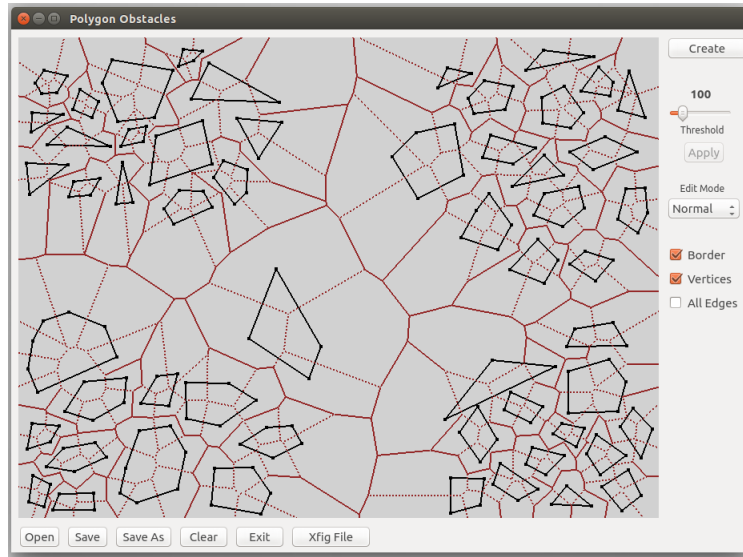 Polygon Obstacles
Create
100
Threshold
Apply
Edit Mode
Normal
Border
Vertices
All Edges
Open Save Save As Clear Exit Xfig File